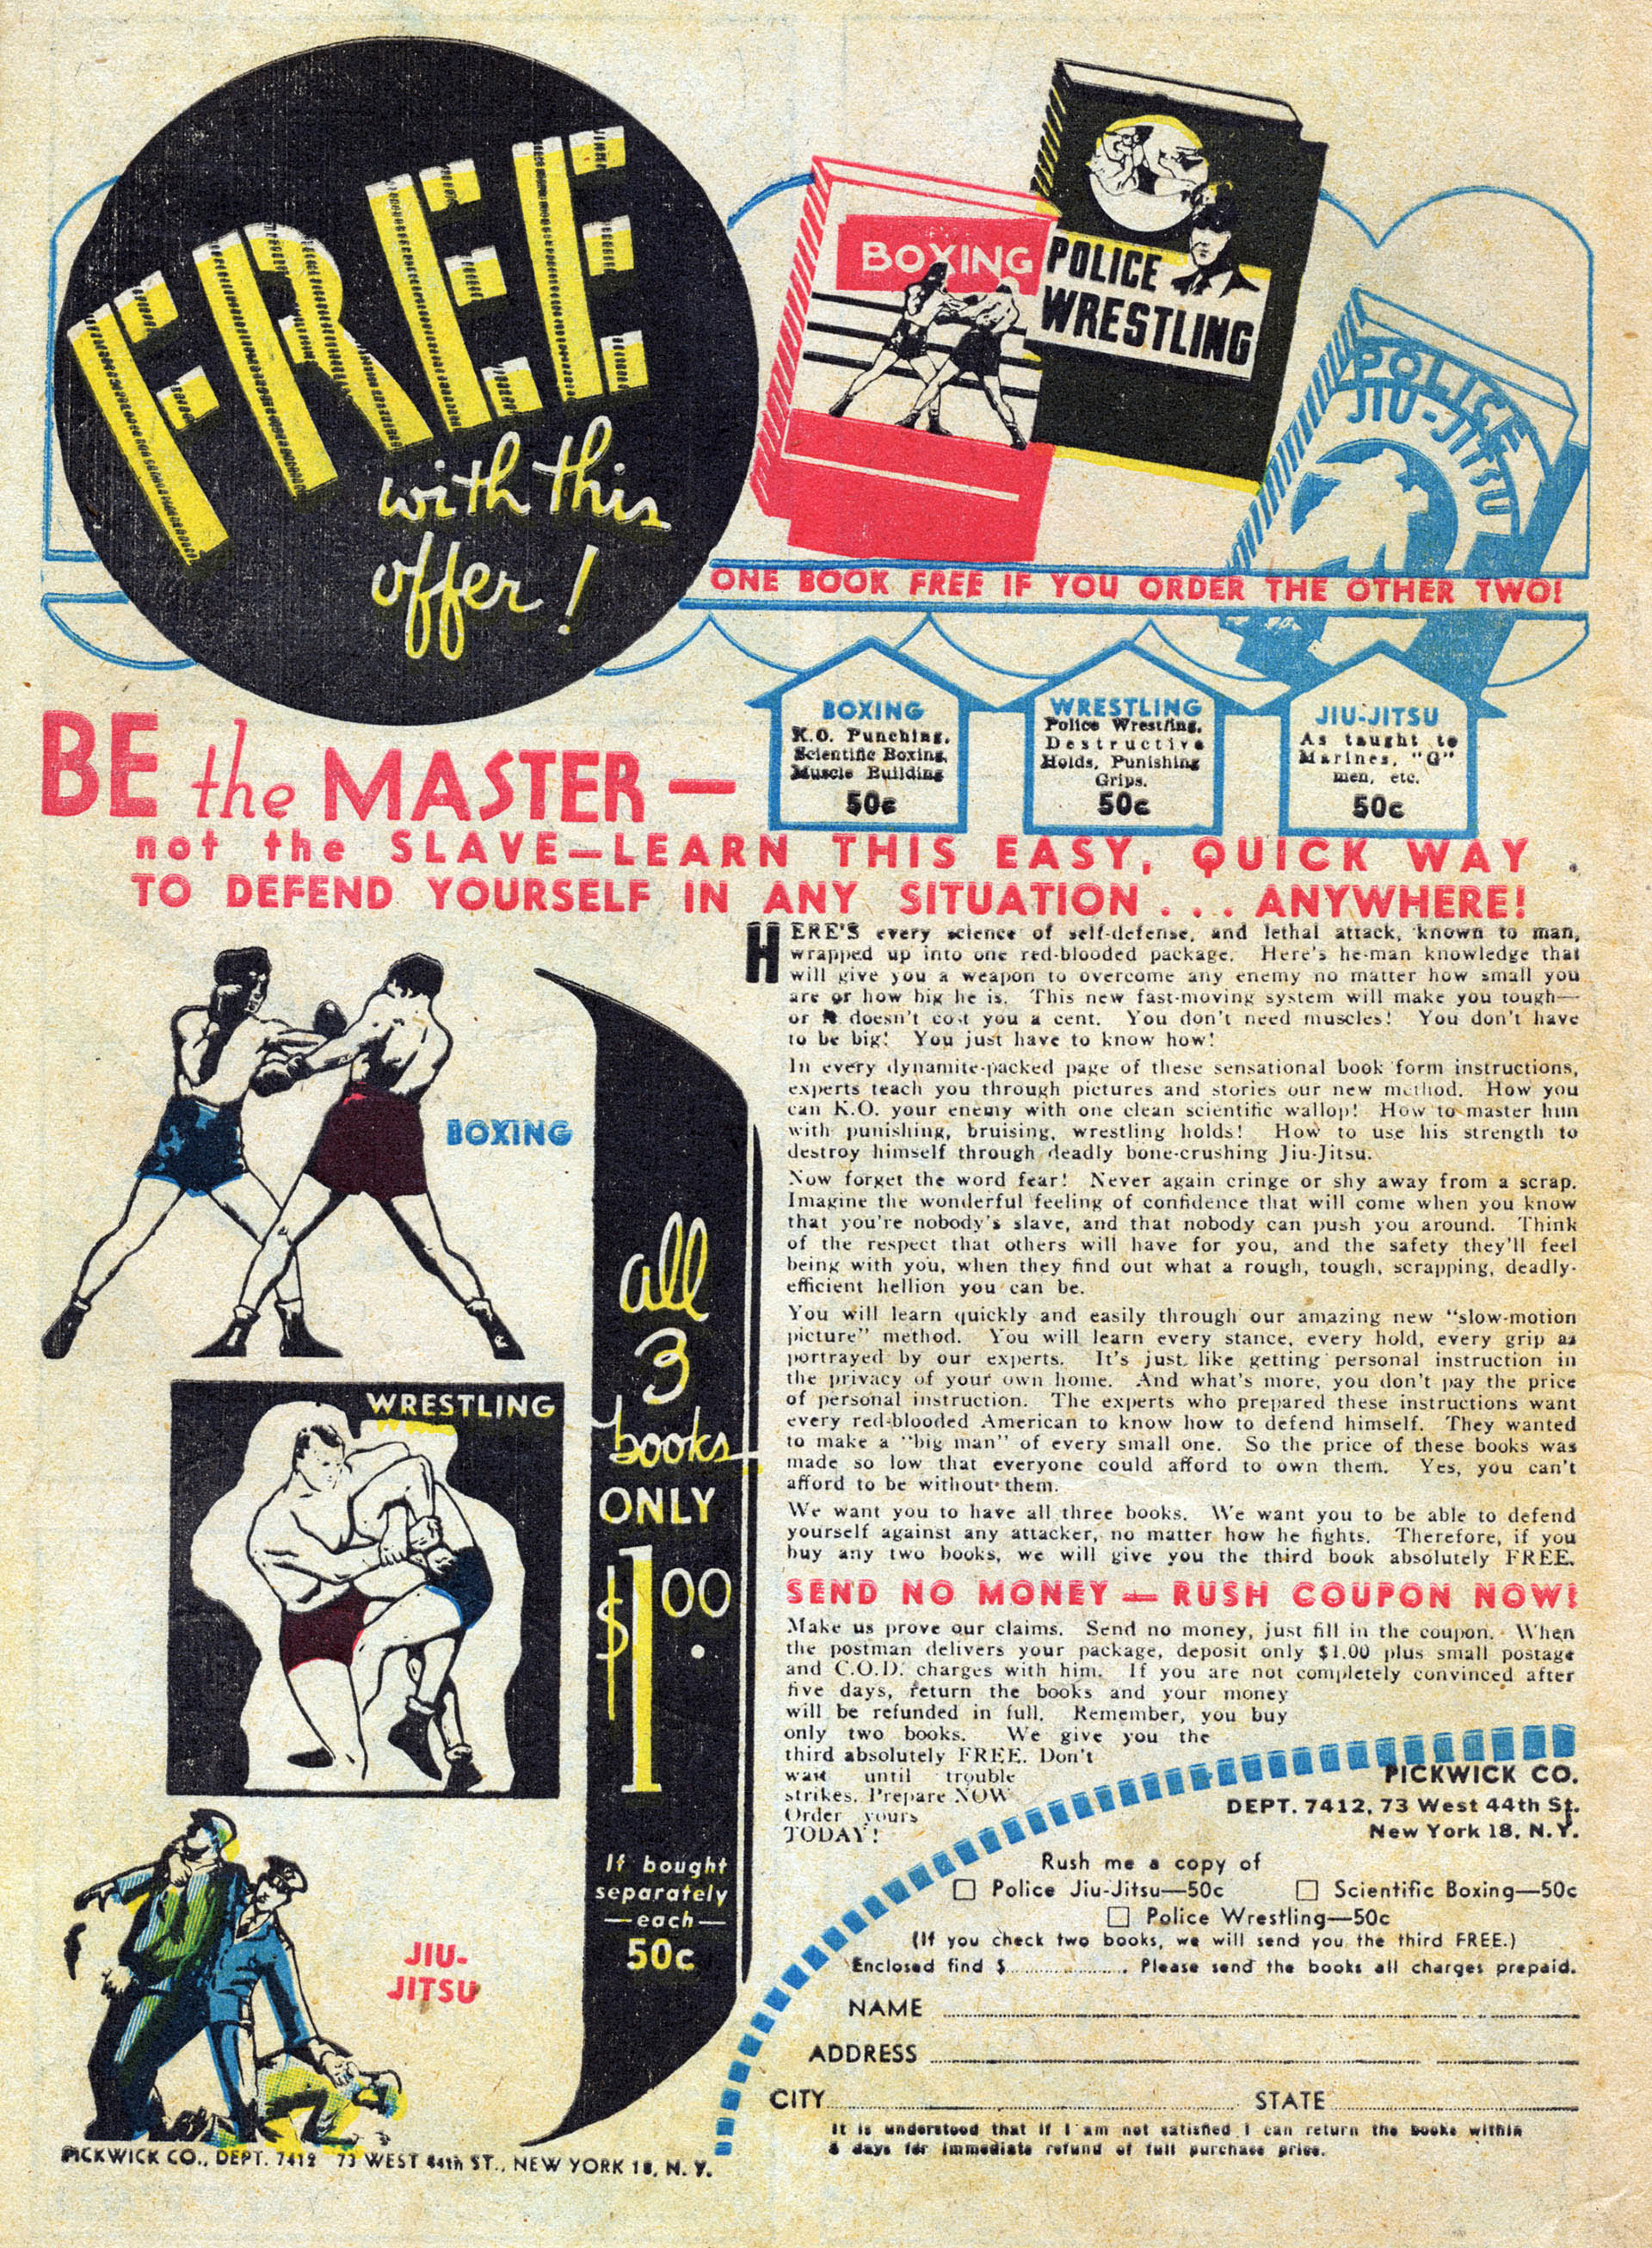 FREE
with this
offer!
BOXING
POLICE
WRESTLING
POLICE
JIU-JITSU
ONE BOOK FREE IF YOU ORDER THE OTHER TWO!
BOXING
K.O. Punching,
Scientific Boxing,
Muscle Building
50c
WRESTLING
Police Wrestling,
Destructive
Holds, Punishing
Grips.
50c
JIU-JITSU
As taught to
Marines, "G"
men, etc.
50c
BE the MASTER —
not the SLAVE—LEARN THIS EASY, QUICK WAY
TO DEFEND YOURSELF IN ANY SITUATION . . . ANYWHERE!
HERE'S every science of self-defense, and lethal attack, known to man,
wrapped up into one red-blooded package. Here's he-man knowledge that
will give you a weapon to overcome any enemy no matter how small you
are or how big he is. This new fast-moving system will make you tough—
or it doesn't cost you a cent. You don't need muscles! You don't have
to be big! You just have to know how!
In every dynamite-packed page of these sensational book form instructions,
experts teach you through pictures and stories our new method. How you
can K.O. your enemy with one clean scientific wallop! How to master him
with punishing, bruising, wrestling holds! How to use his strength to
destroy himself through deadly bone-crushing Jiu-Jitsu.
Now forget the word fear! Never again cringe or shy away from a scrap.
Imagine the wonderful feeling of confidence that will come when you know
that you're nobody's slave, and that nobody can push you around. Think
of the respect that others will have for you, and the safety they'll feel
being with you, when they find out what a rough, tough, scrapping, deadly-
efficient hellion you can be.
You will learn quickly and easily through our amazing new "slow-motion
picture" method. You will learn every stance, every hold, every grip as
portrayed by our experts. It's just like getting personal instruction in
the privacy of your own home. And what's more, you don't pay the price
of personal instruction. The experts who prepared these instructions want
every red-blooded American to know how to defend himself. They wanted
to make a "big man" of every small one. So the price of these books was
made so low that everyone could afford to own them. Yes, you can't
afford to be without them.
We want you to have all three books. We want you to be able to defend
yourself against any attacker, no matter how he fights. Therefore, if you
buy any two books, we will give you the third book absolutely FREE.
SEND NO MONEY — RUSH COUPON NOW!
Make us prove our claims. Send no money, just fill in the coupon. When
the postman delivers your package, deposit only $1.00 plus small postage
and C.O.D. charges with him. If you are not completely convinced after
five days, return the books and your money
will be refunded in full. Remember, you buy
only two books. We give you the
third absolutely FREE. Don't
wait until trouble
strikes. Prepare NOW
Order yours
TODAY!
BOXING
WRESTLING
JIU-
JITSU
all
3
books
ONLY
$1.00
If bought
separately
—each—
50c
PICKWICK CO., DEPT. 7412 73 WEST 44th ST., NEW YORK 18, N. Y.
PICKWICK CO.
DEPT. 7412, 73 West 44th St.
New York 18, N.Y.
Rush me a copy of
Police Jiu-Jitsu—50c Scientific Boxing—50c
Police Wrestling—50c
(If you check two books, we will send you the third FREE.)
Enclosed find $.................... Please send the books all charges prepaid.
NAME
ADDRESS
CITY STATE
It is understood that if I am not satisfied I can return the books within
5 days for immediate refund of full purchase price.